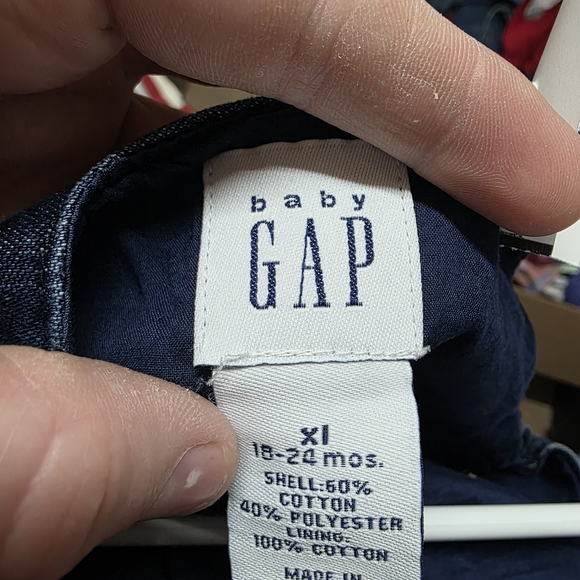 baby
GAP
xl
18-24 mos.
SHELL:60%
COTTON
40% POLYESTER
LINING:
100% COTTON
MADE IN